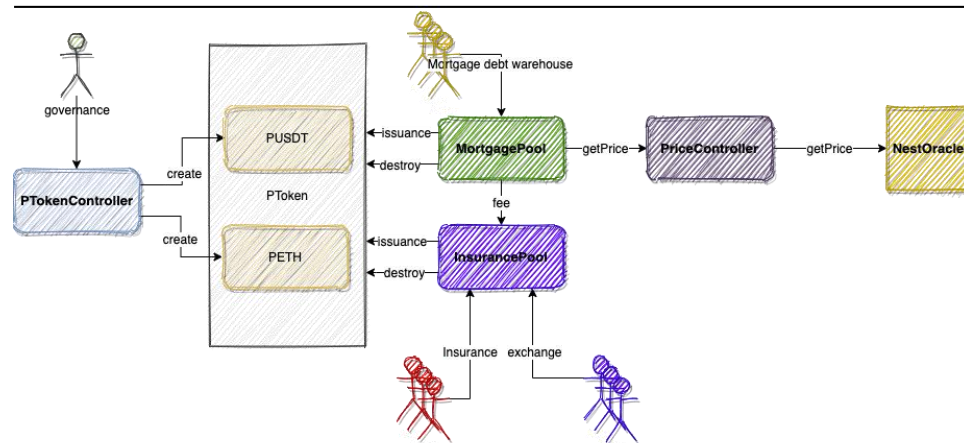 Mortgage debt warehouse
governance
PUSDT
issuance
MortgagePool
getPrice
PriceController
getPrice
NestOracle
destroy
create
PTokenController
PToken
fee
create
PETH
issuance
InsurancePool
destroy
Insurance
exchange